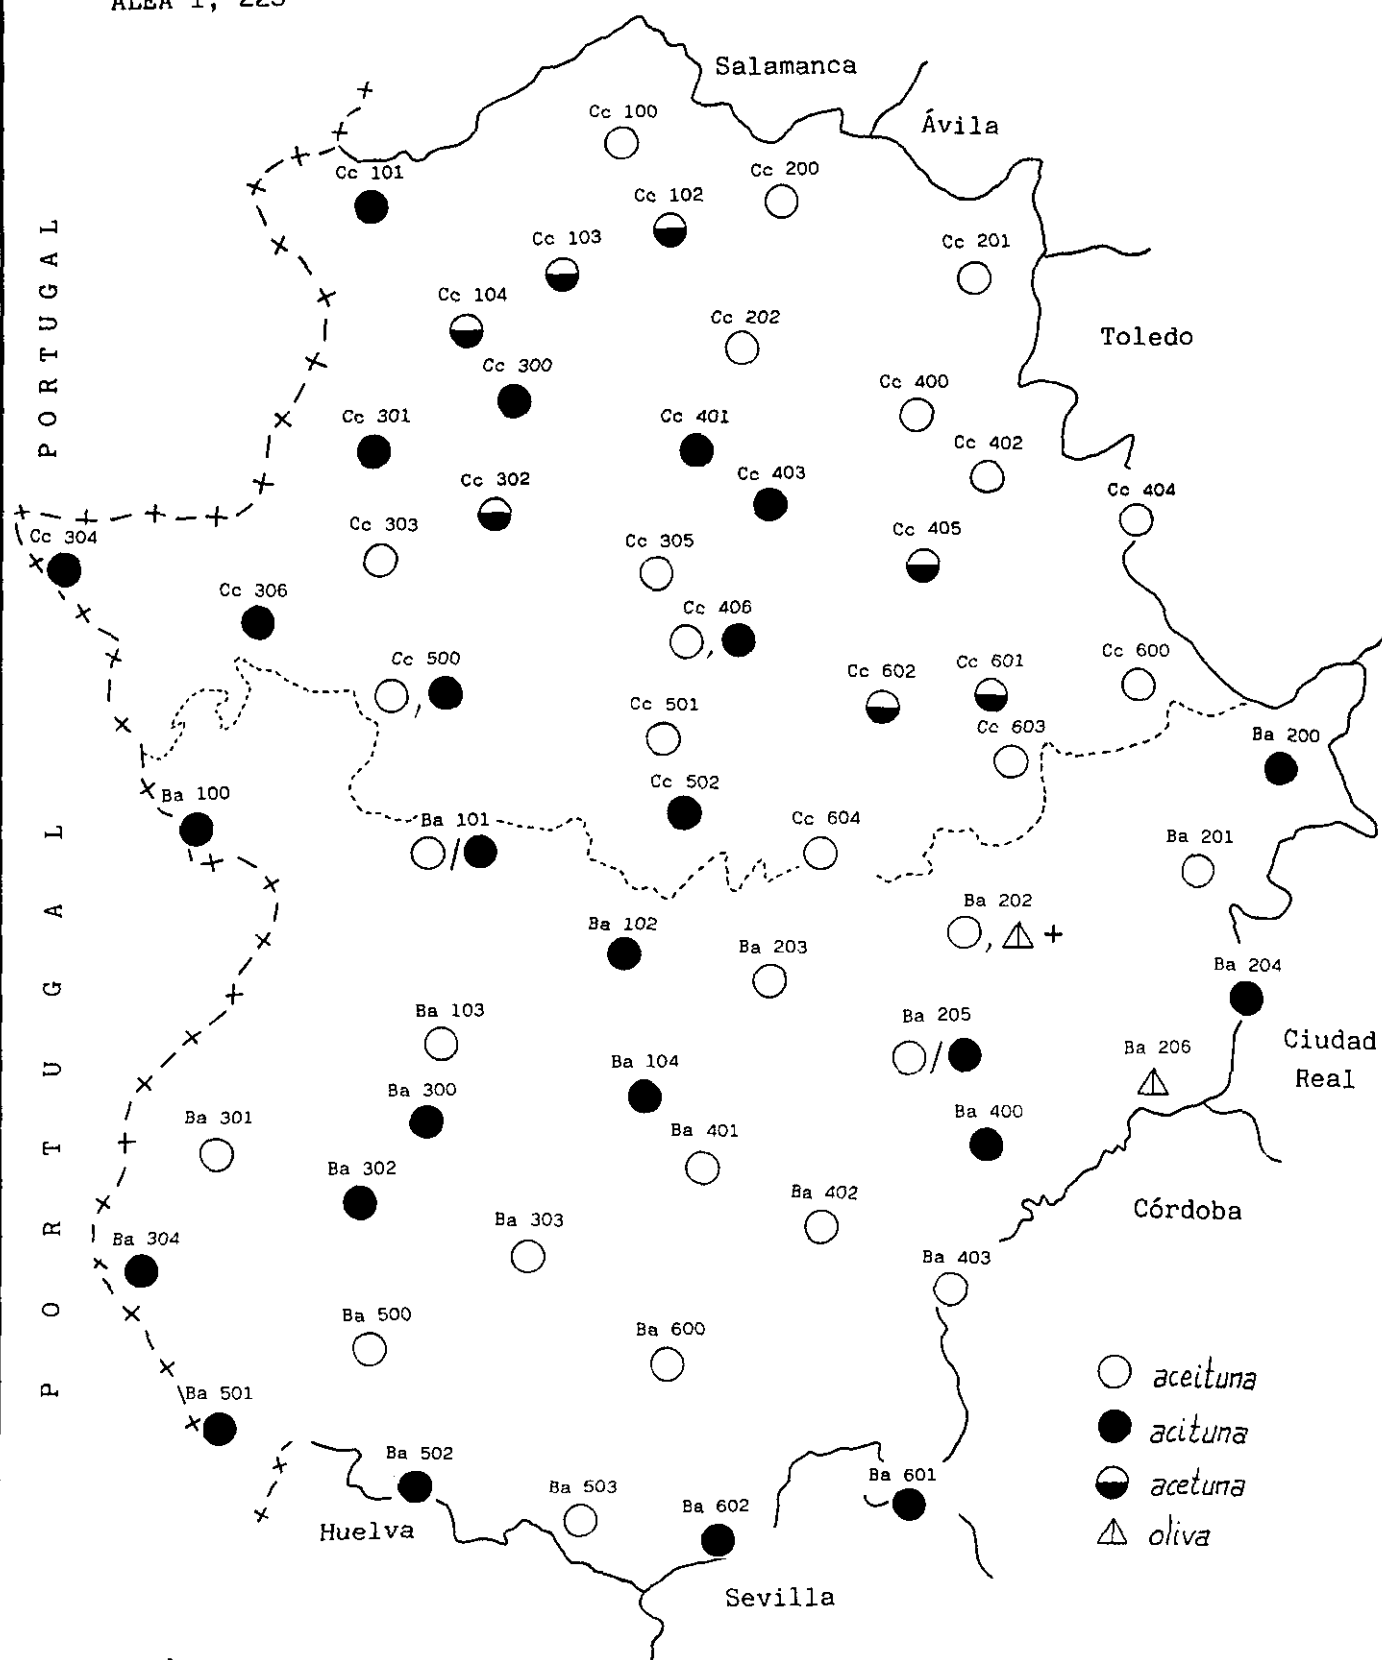 ALEA I, 223
Salamanca
Cc 100
Ávila
Cc 101
Cc 200
Cc 102
Cc 103
Cc 201
Cc 104
Cc 202
Toledo
PORTUGAL
Cc 300
Cc 400
Cc 301
Cc 401
Cc 402
Cc 302
Cc 403
Cc 404
Cc 304
Cc 303
Cc 305
Cc 405
Cc 306
Cc 406
,
Cc 500
,
Cc 602
Cc 601
Cc 600
Cc 501
Cc 603
Ba 200
Ba 100
Cc 502
Ba 101
/
Cc 604
Ba 201
PORTUGAL
Ba 102
Ba 203
Ba 202
, +
Ba 204
Ba 103
Ba 205
/
Ciudad
Real
Ba 104
Ba 206
Ba 300
Ba 400
Ba 301
Ba 401
Ba 302
Ba 402
Córdoba
Ba 303
Ba 304
Ba 403
Ba 500
Ba 600
aceituna
Ba 501
acituna
Ba 502
Ba 503
Ba 601
acetuna
Ba 602
Huelva
oliva
Sevilla